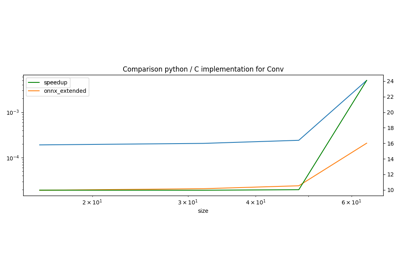 Comparison python / C implementation for Conv
speedup
onnx_extended
10⁻³
10⁻⁴
24
22
20
18
16
14
12
10
2 × 10¹
3 × 10¹
4 × 10¹
6 × 10¹
size